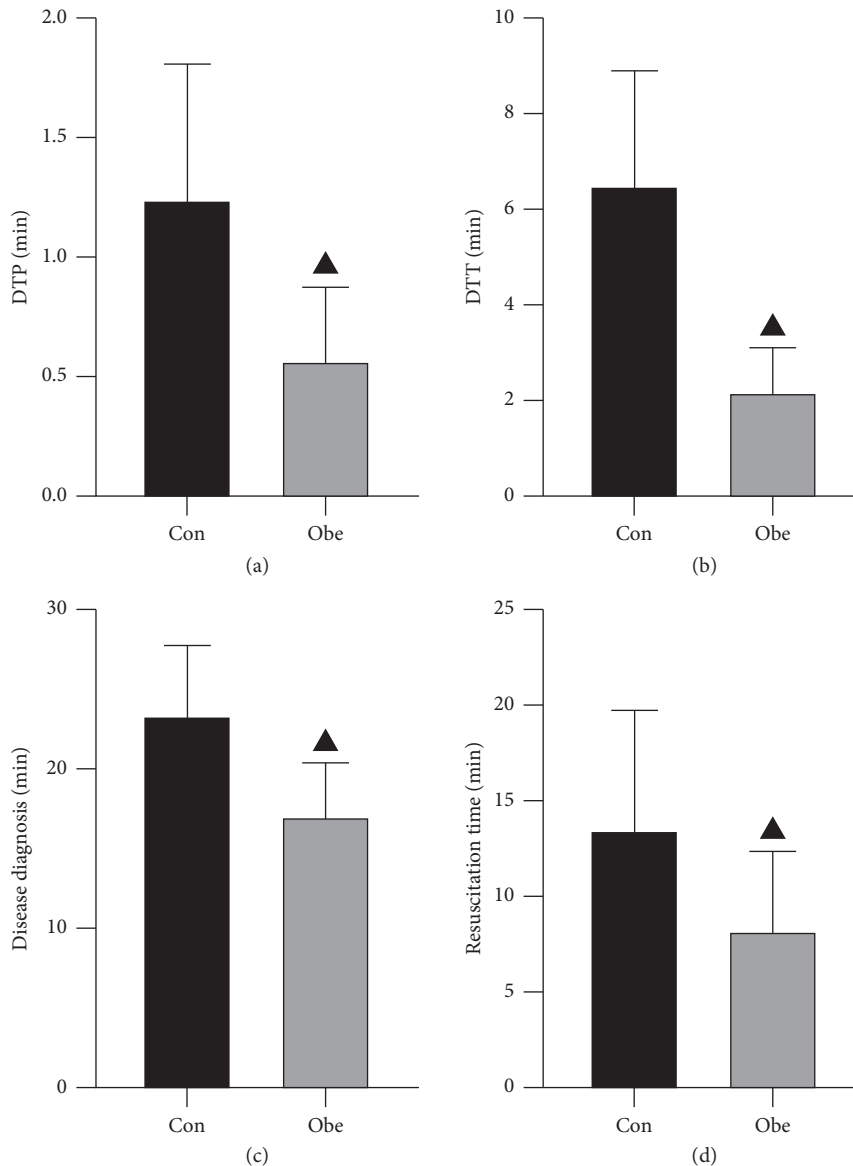 DTP (min)
2.0
1.5
1.0
0.5
0.0
Con
Obe
(a)
DTT (min)
10
8
6
4
2
0
Con
Obe
(b)
Disease diagnosis (min)
30
20
10
0
Con
Obe
(c)
Resuscitation time (min)
25
20
15
10
5
0
Con
Obe
(d)